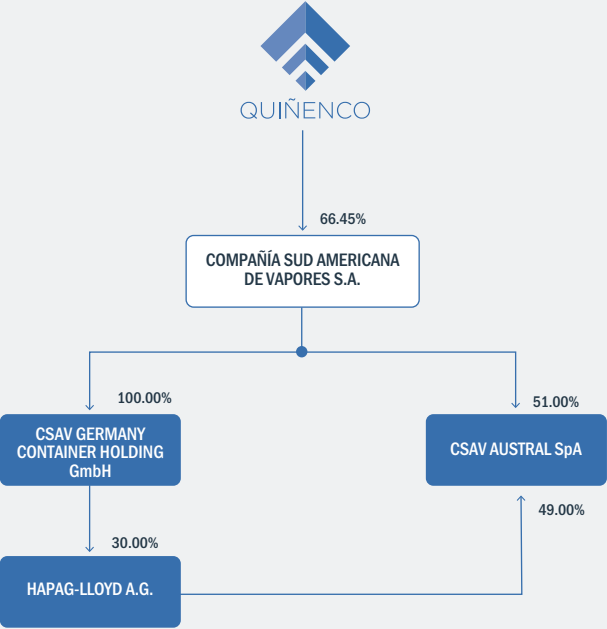 QUIÑENCO
66.45%
COMPAÑÍA SUD AMERICANA
DE VAPORES S.A.
100.00%
51.00%
CSAV GERMANY
CONTAINER HOLDING
GmbH
CSAV AUSTRAL SpA
49.00%
30.00%
HAPAG-LLOYD A.G.